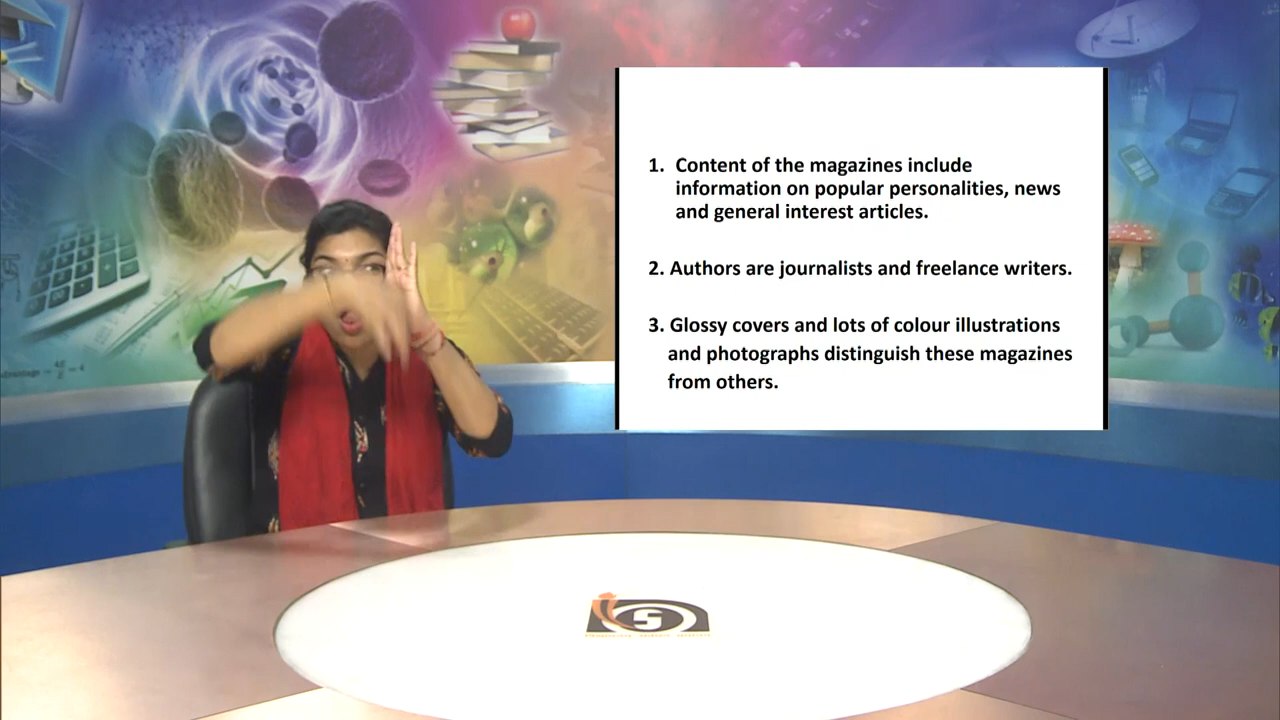 1. Content of the magazines include
information on popular personalities, news
and general interest articles.
2. Authors are journalists and freelance writers.
3. Glossy covers and lots of colour illustrations
and photographs distinguish these magazines
from others.